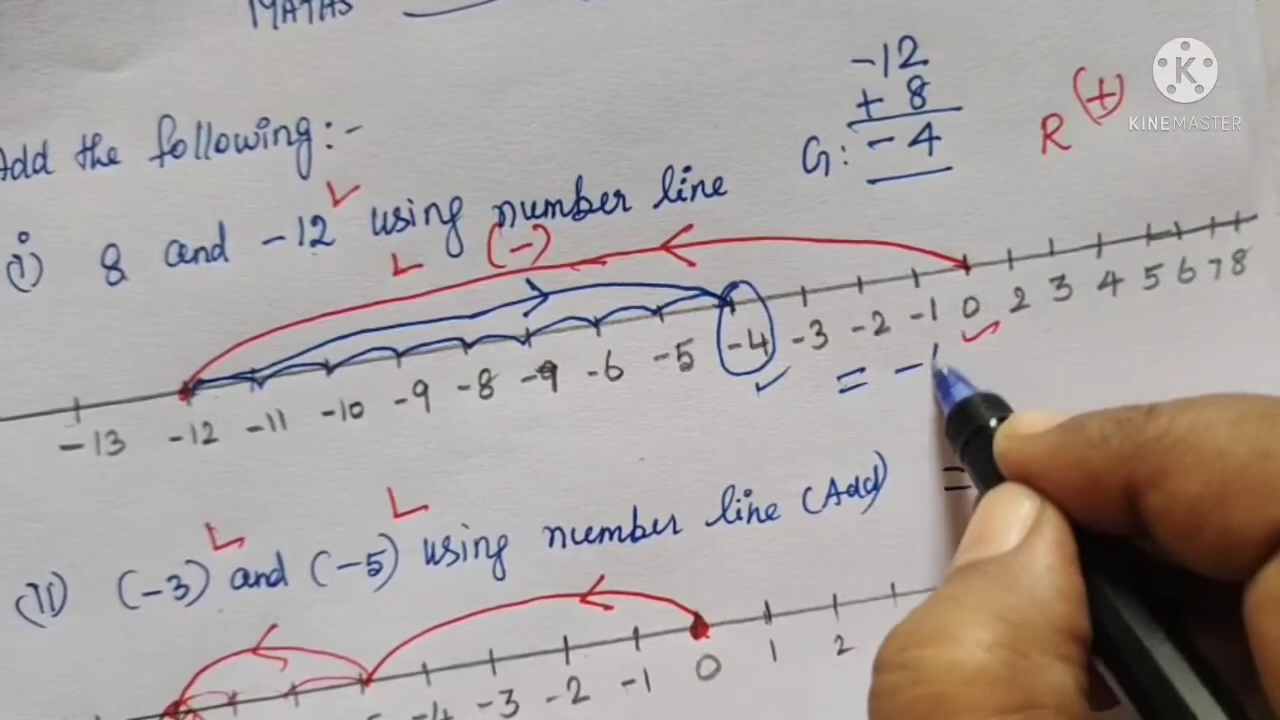 MATHS
Add the following:-
-12
+ 8
G: -4
R (+)
KINEMASTER
(i) 8 and -12 using number line
(-)
-13 -12 -11 -10 -9 -8 -9 -6 -5 -4 -3 -2 -1 0 2 3 4 5 6 7 8
= -
(II) (-3) and (-5) using number line (Add) =
-4 -3 -2 -1 0 1 2